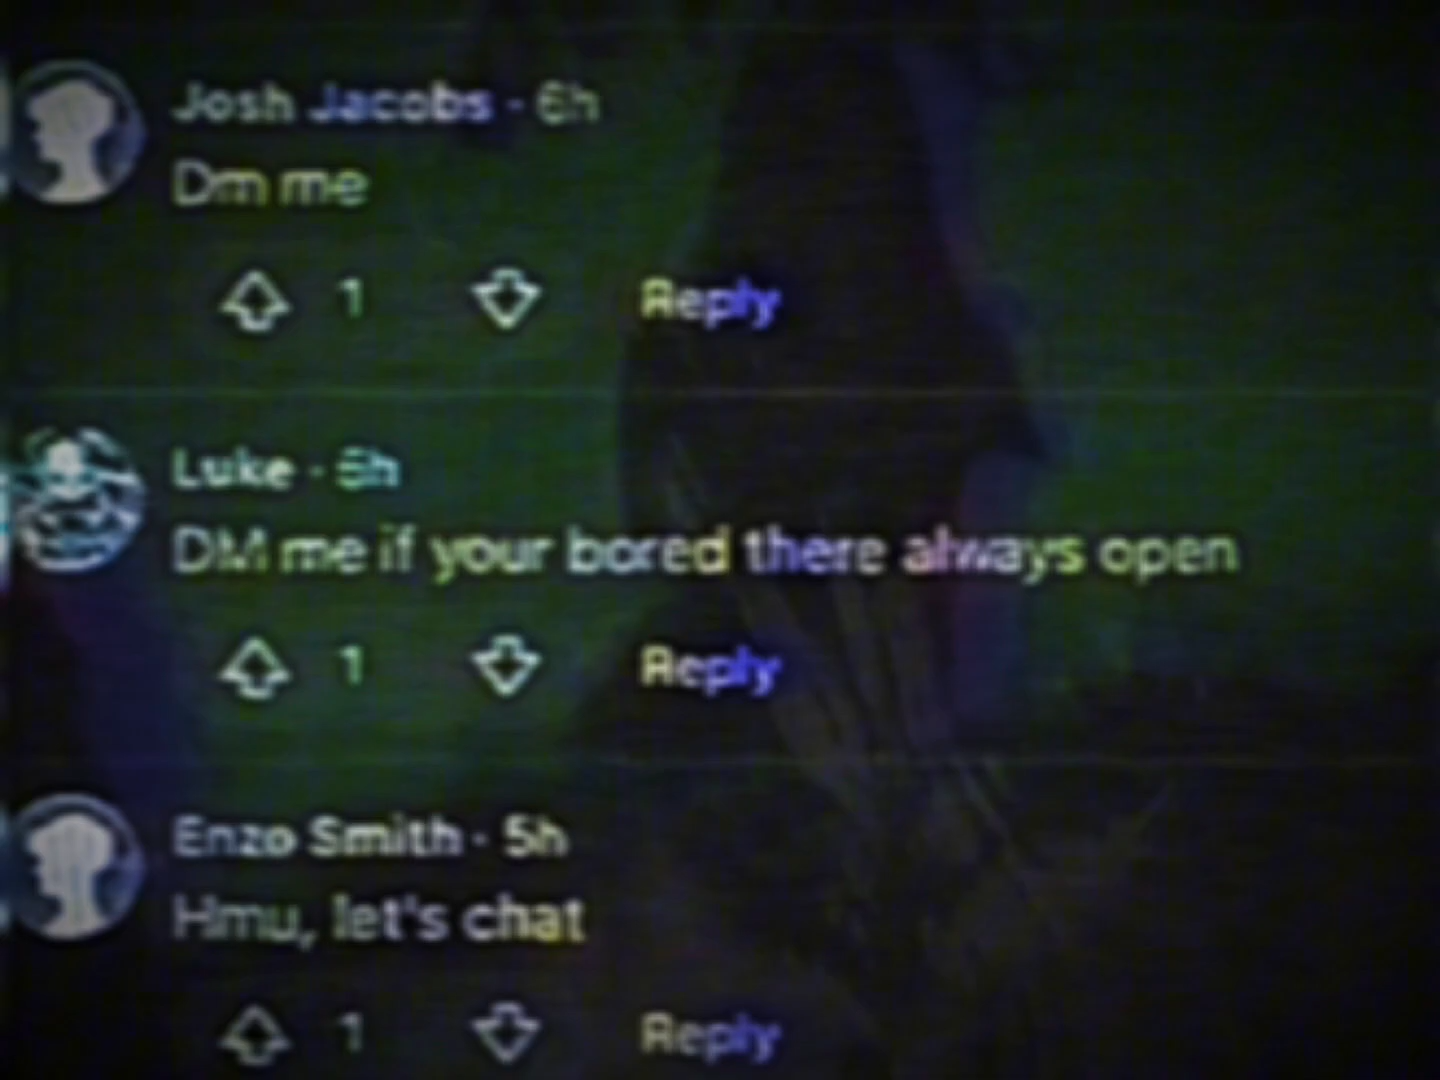 Josh Jacobs · 6h
Dm me
1 Reply
Luke · 5h
DM me if your bored there always open
1 Reply
Enzo Smith · 5h
Hmu, let's chat
1 Reply